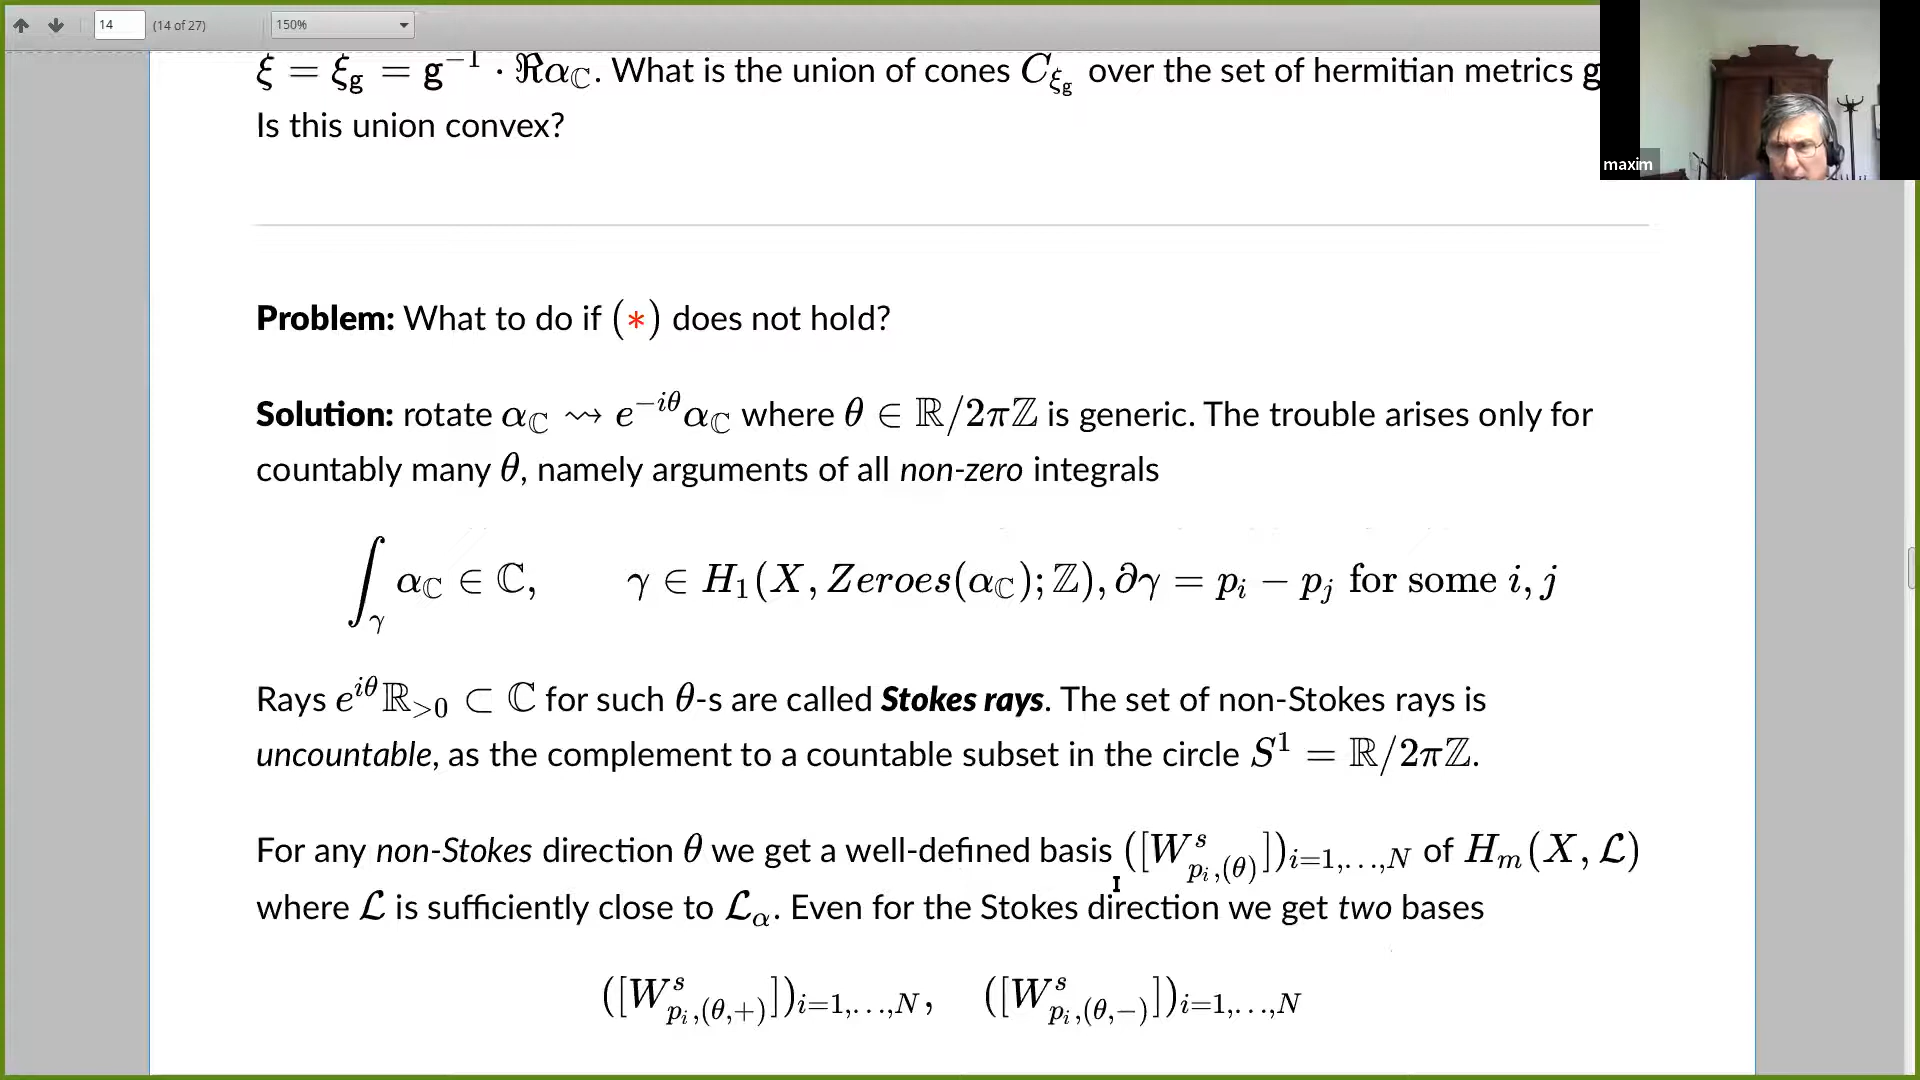 14 (14 of 27) 150%
ξ = ξ_g = g⁻¹ · ℜα_ℂ. What is the union of cones C_{ξ_g} over the set of hermitian metrics g
Is this union convex?
maxim
Problem: What to do if (*) does not hold?
Solution: rotate α_ℂ ⇝ e^{−iθ}α_ℂ where θ ∈ ℝ/2πℤ is generic. The trouble arises only for
countably many θ, namely arguments of all non-zero integrals
∫_γ α_ℂ ∈ ℂ, γ ∈ H₁(X, Zeroes(α_ℂ); ℤ), ∂γ = p_i − p_j for some i, j
Rays e^{iθ}ℝ_{>0} ⊂ ℂ for such θ-s are called Stokes rays. The set of non-Stokes rays is
uncountable, as the complement to a countable subset in the circle S¹ = ℝ/2πℤ.
For any non-Stokes direction θ we get a well-defined basis ([W^s_{p_i,(θ)}])_{i=1,…,N} of H_m(X, ℒ)
where ℒ is sufficiently close to ℒ_α. Even for the Stokes direction we get two bases
([W^s_{p_i,(θ,+)}])_{i=1,…,N}, ([W^s_{p_i,(θ,−)}])_{i=1,…,N}